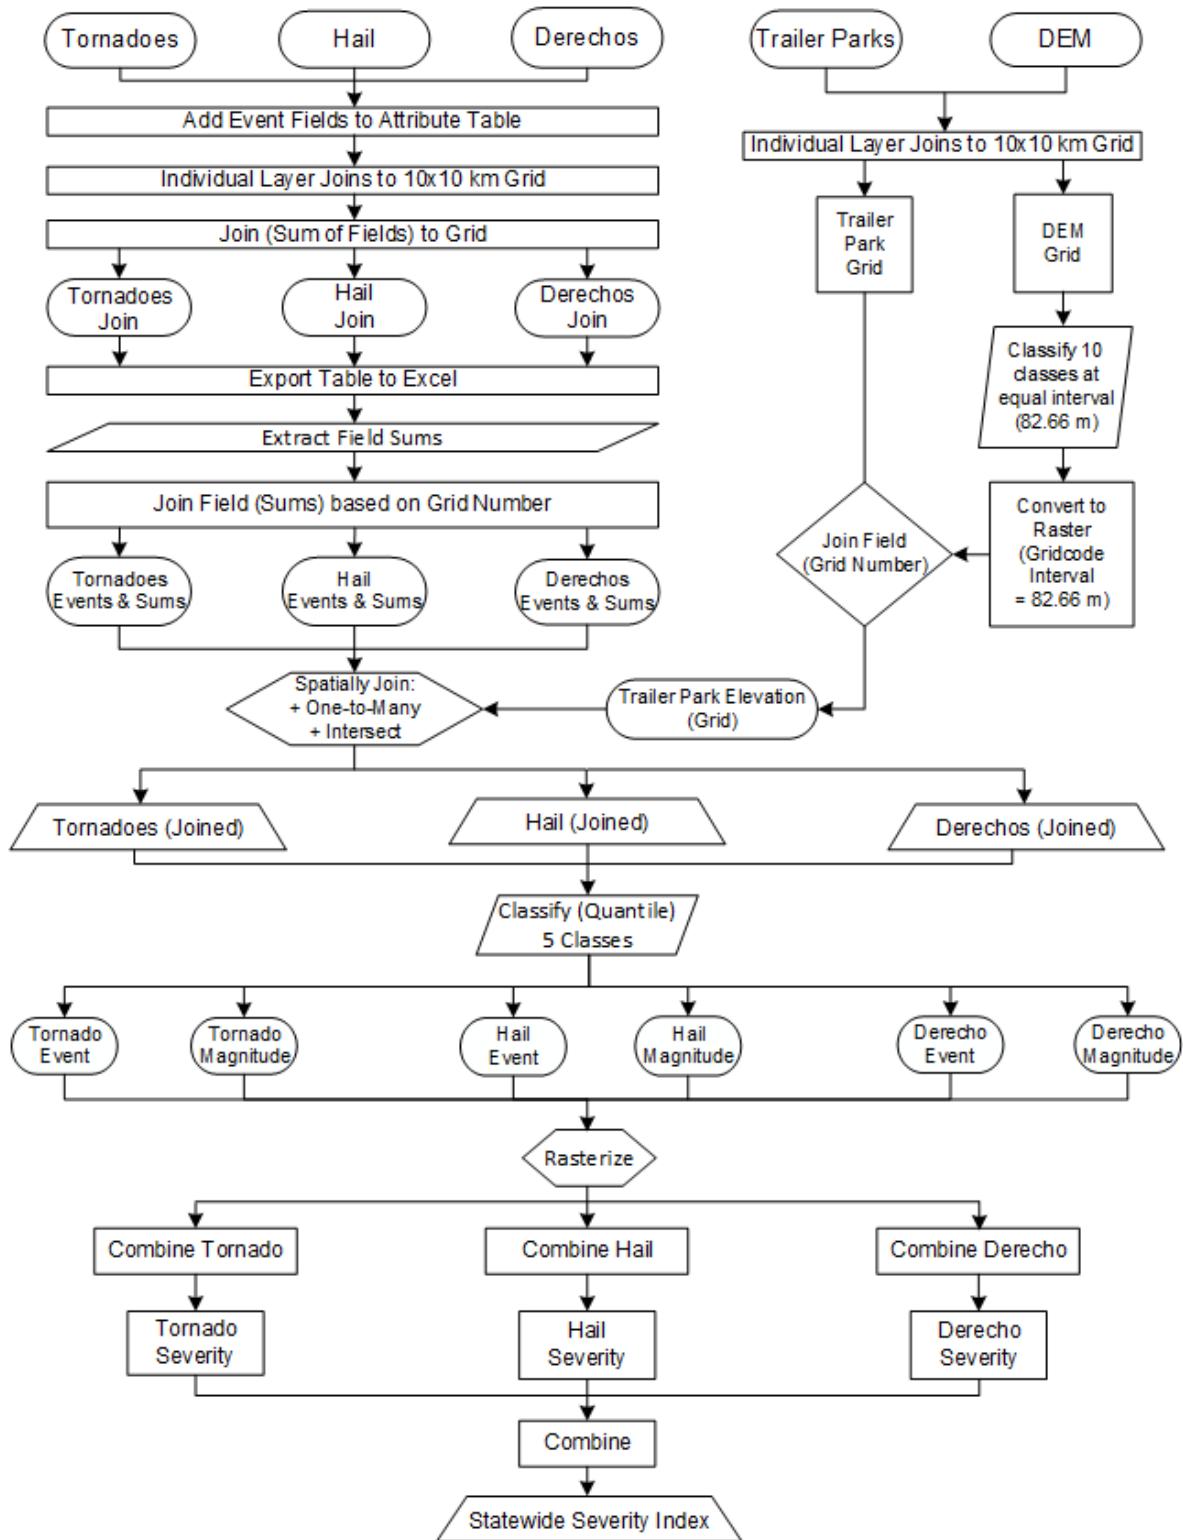 Tornadoes
Hail
Derechos
Trailer Parks
DEM
Add Event Fields to Attribute Table
Individual Layer Joins to 10x10 km Grid
Individual Layer Joins to 10x10 km Grid
Join (Sum of Fields) to Grid
Trailer
Park
Grid
DEM
Grid
Tornadoes
Join
Hail
Join
Derechos
Join
Classify 10
classes at
equal interval
(82.66 m)
Export Table to Excel
Extract Field Sums
Join Field (Sums) based on Grid Number
Convert to
Raster
(Gridcode
Interval
= 82.66 m)
Join Field
(Grid Number)
Tornadoes
Events & Sums
Hail
Events & Sums
Derechos
Events & Sums
Spatially Join:
+ One-to-Many
+ Intersect
Trailer Park Elevation
(Grid)
Tornadoes (Joined)
Hail (Joined)
Derechos (Joined)
Classify (Quantile)
5 Classes
Tornado
Event
Tornado
Magnitude
Hail
Event
Hail
Magnitude
Derecho
Event
Derecho
Magnitude
Rasterize
Combine Tornado
Combine Hail
Combine Derecho
Tornado
Severity
Hail
Severity
Derecho
Severity
Combine
Statewide Severity Index